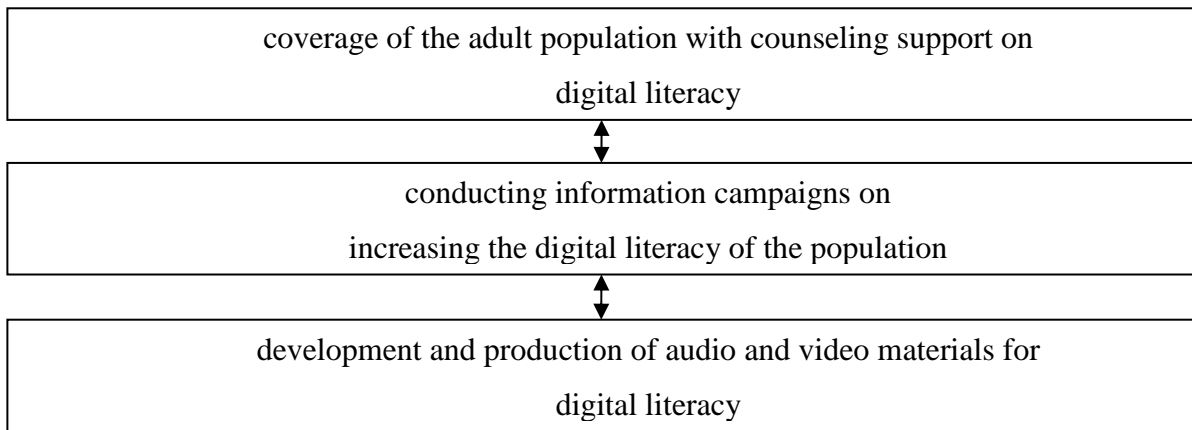 coverage of the adult population with counseling support on
digital literacy
conducting information campaigns on
increasing the digital literacy of the population
development and production of audio and video materials for
digital literacy